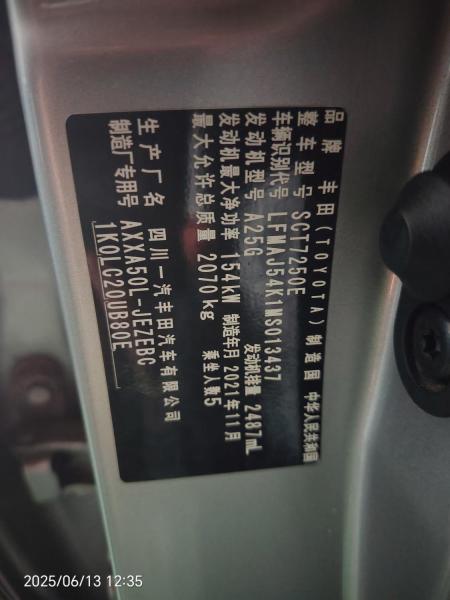 品牌 丰田(TOYOTA) 制造国 中华人民共和国
整车型号 SCT7250E
车辆识别代号 LFMAJ54K1MS013437
发动机型号 A25G 发动机排量 2487mL
发动机最大净功率 154kW 制造年月 2021年11月
最大允许总质量 2070kg 乘坐人数 5
生产厂名 四川一汽丰田汽车有限公司
制造厂专用号 AXXA50L-JEZEBC
1K0LC20UB80E
2025/06/13 12:35